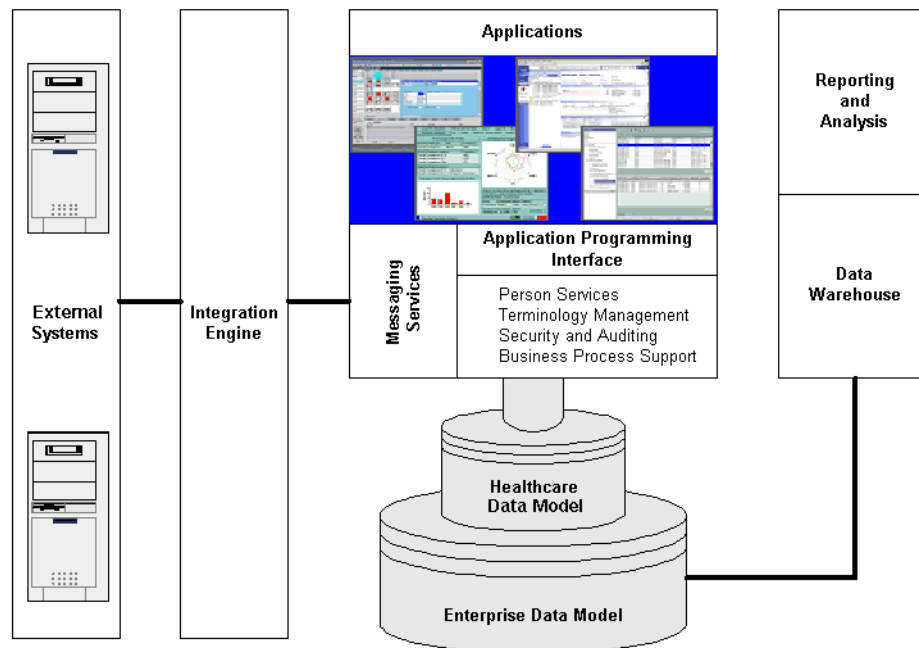 Applications
Reporting
and
Analysis
External
Systems
Integration
Engine
Messaging
Services
Application Programming
Interface
Person Services
Terminology Management
Security and Auditing
Business Process Support
Data
Warehouse
Healthcare
Data Model
Enterprise Data Model